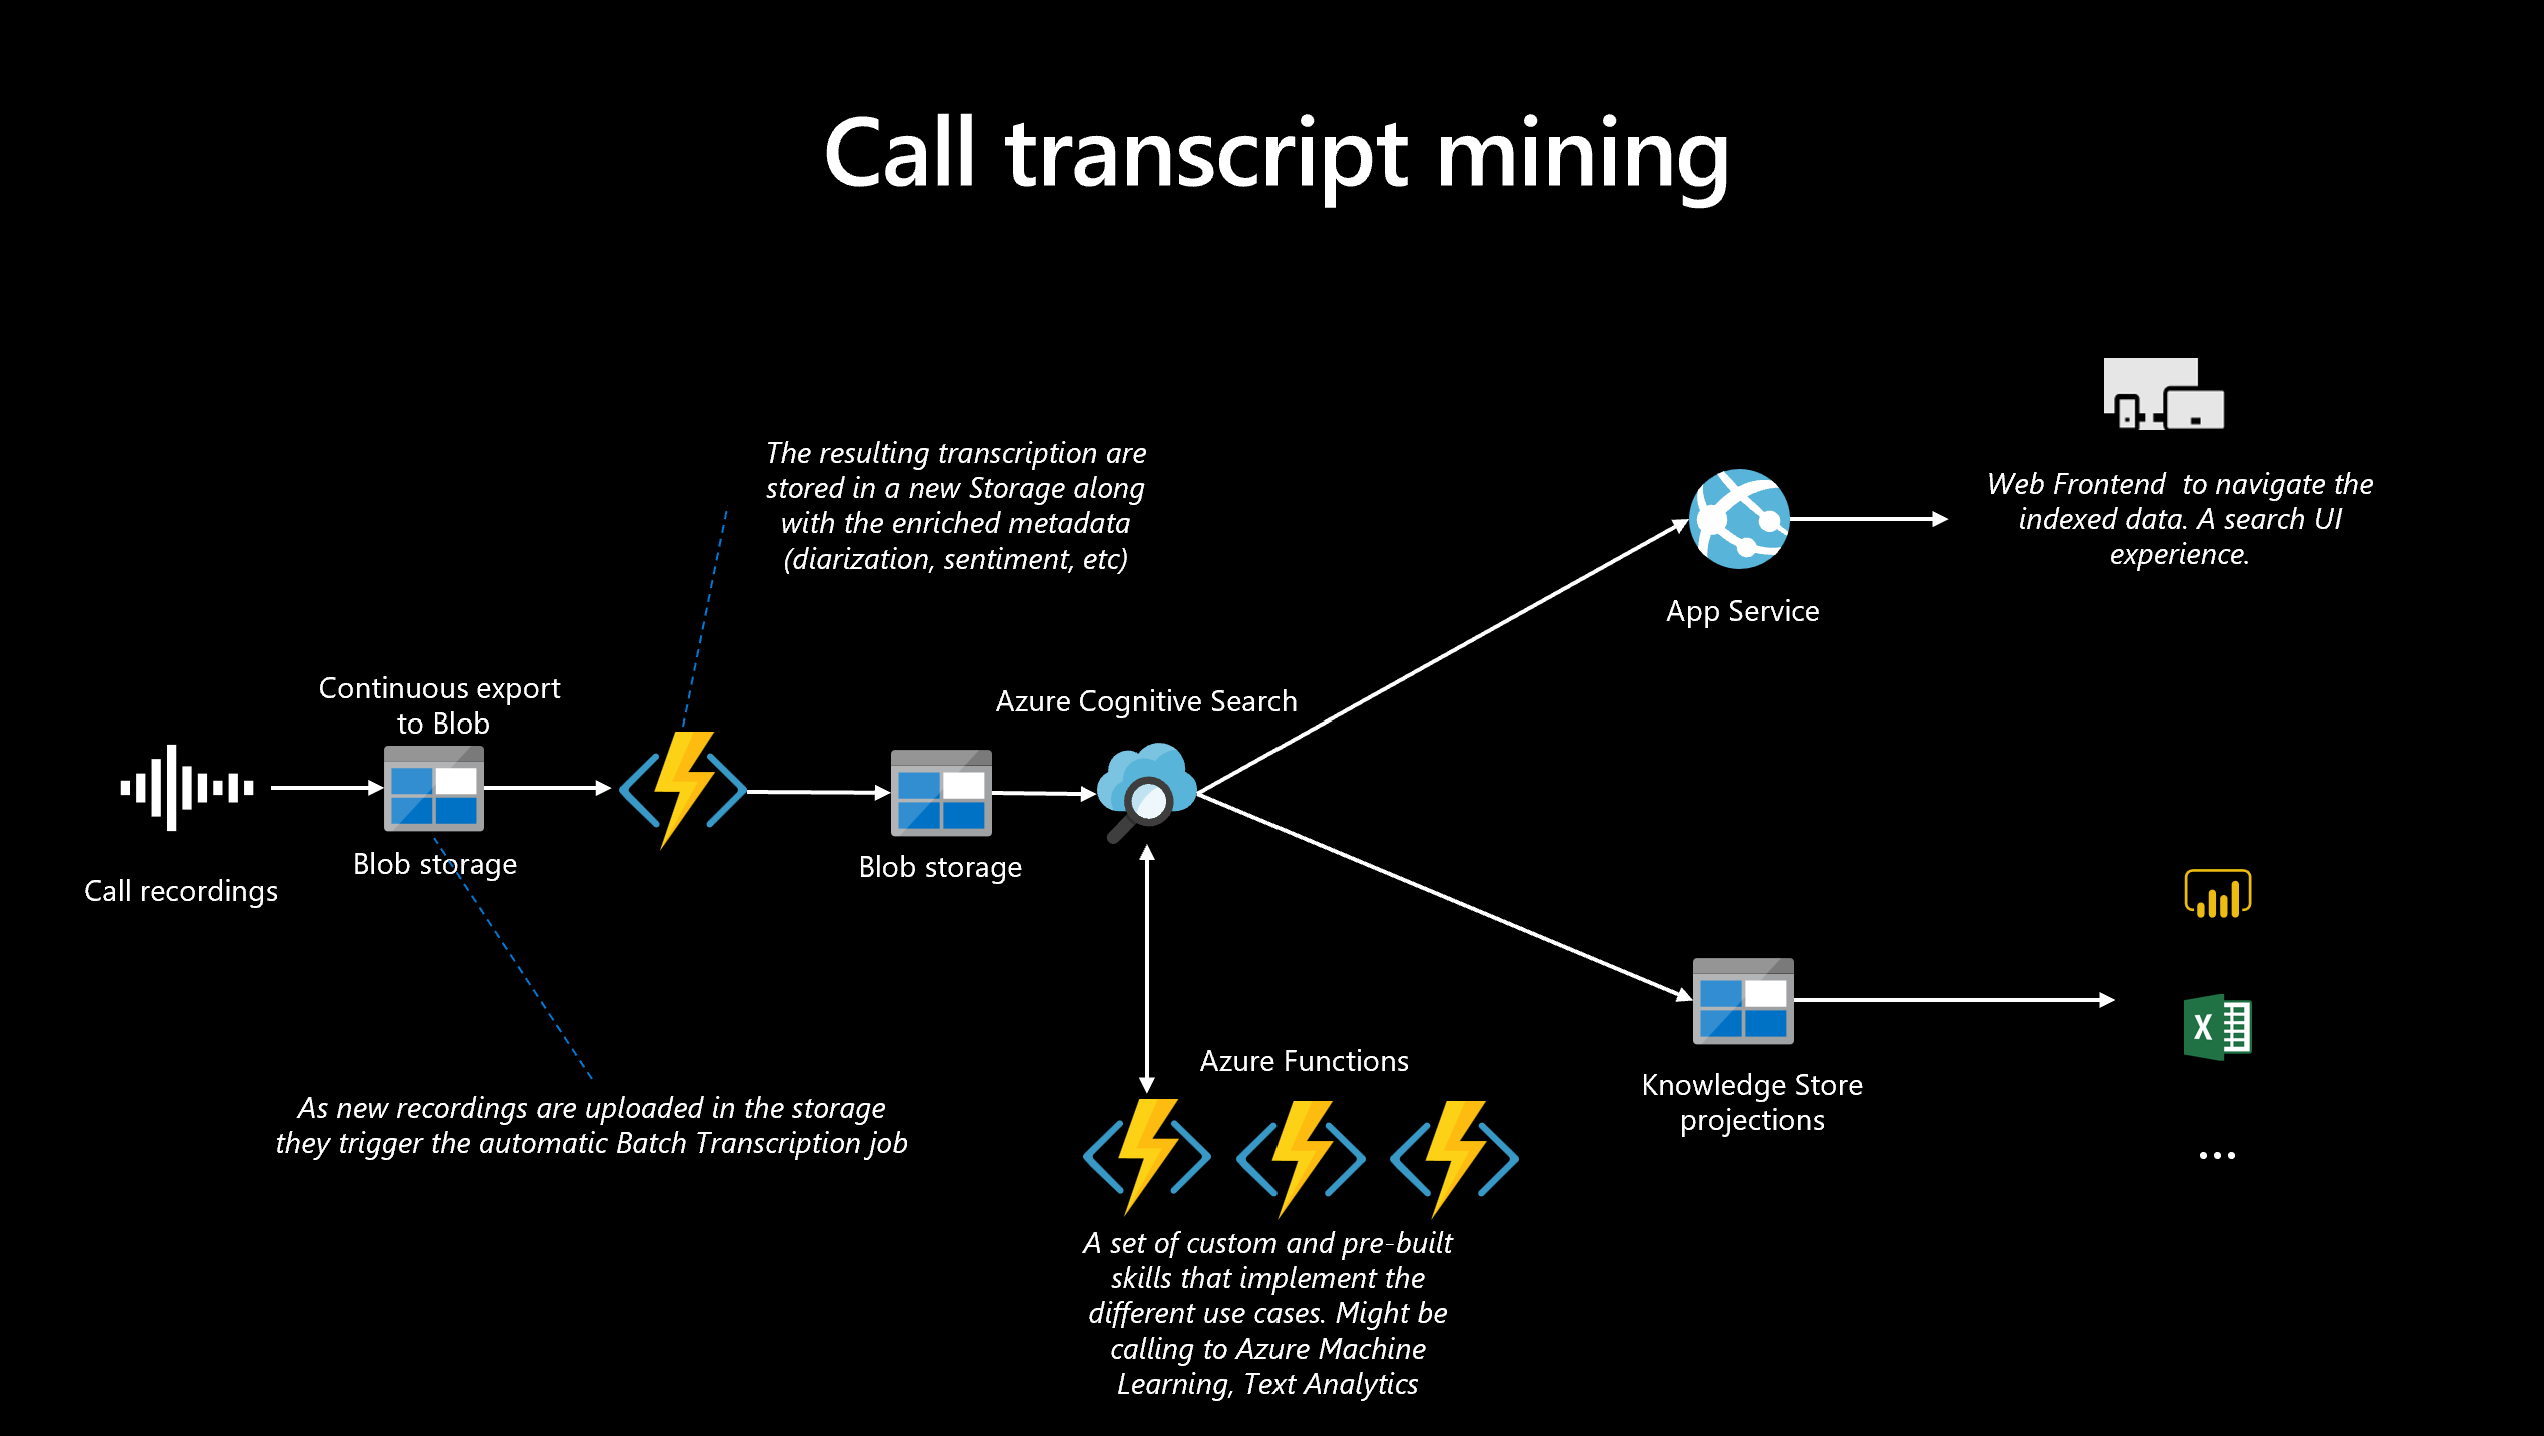 Call transcript mining
The resulting transcription are
stored in a new Storage along
with the enriched metadata
(diarization, sentiment, etc)
Web Frontend  to navigate the
indexed data. A search UI
experience.
App Service
Continuous export
to Blob
Azure Cognitive Search
Blob storage
Blob storage
Call recordings
As new recordings are uploaded in the storage
they trigger the automatic Batch Transcription job
Azure Functions
A set of custom and pre-built
skills that implement the
different use cases. Might be
calling to Azure Machine
Learning, Text Analytics
Knowledge Store
projections
X
...